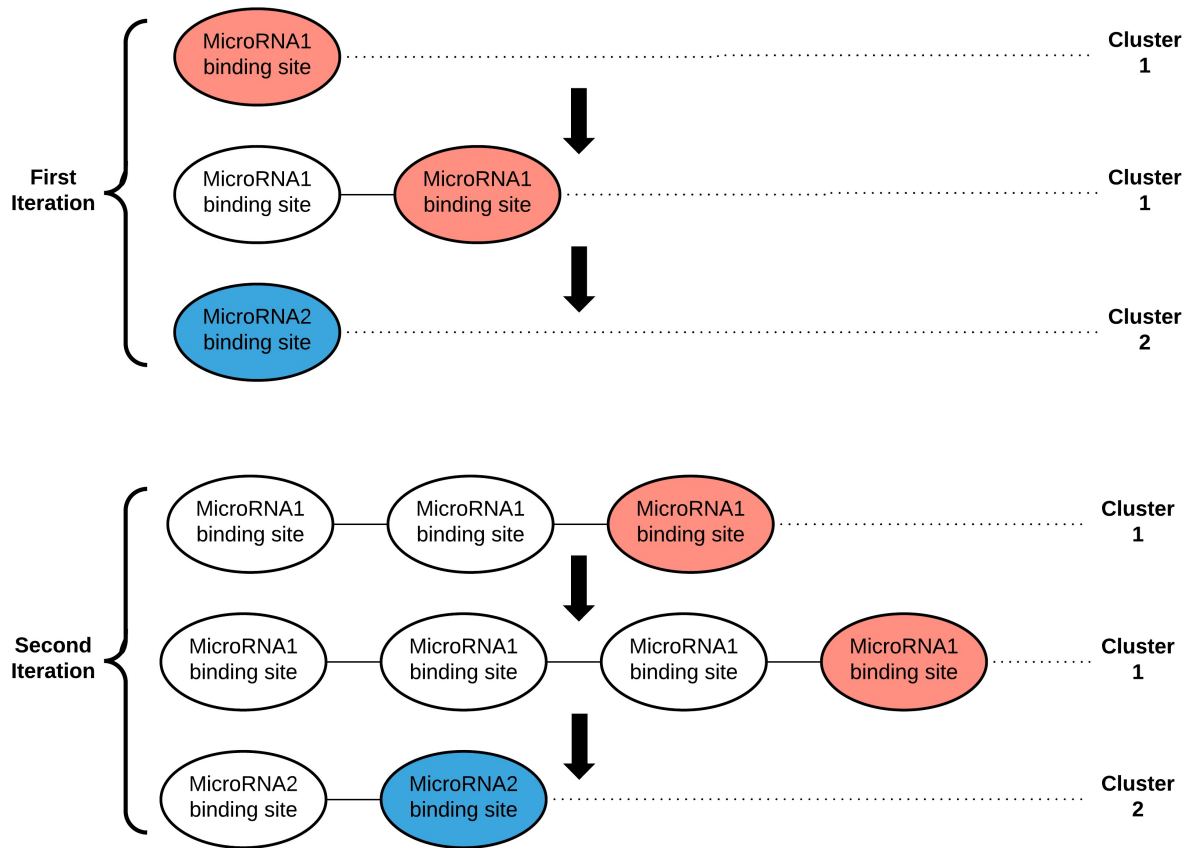 MicroRNA1
binding site
Cluster
1
First
Iteration
MicroRNA1
binding site
MicroRNA1
binding site
Cluster
1
MicroRNA2
binding site
Cluster
2
MicroRNA1
binding site
MicroRNA1
binding site
MicroRNA1
binding site
Cluster
1
Second
Iteration
MicroRNA1
binding site
MicroRNA1
binding site
MicroRNA1
binding site
MicroRNA1
binding site
Cluster
1
MicroRNA2
binding site
MicroRNA2
binding site
Cluster
2